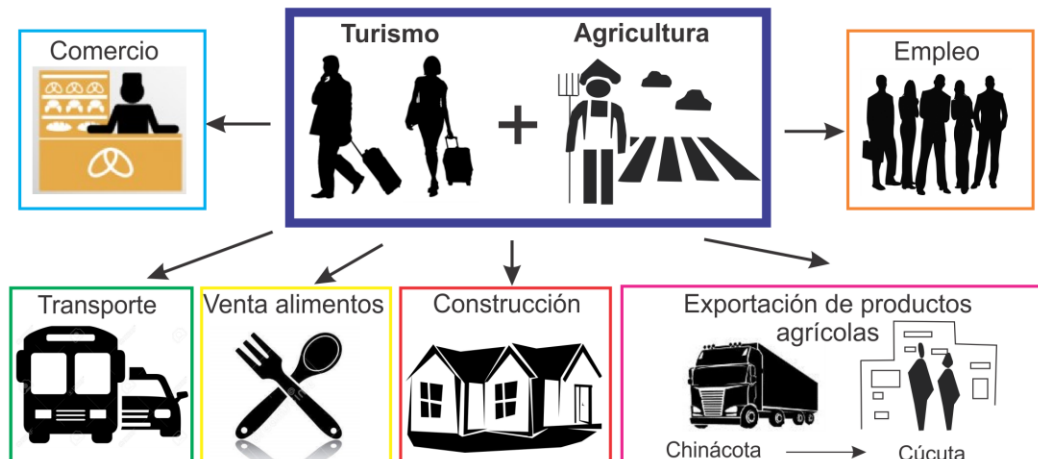 Comercio
Turismo
Agricultura
Empleo
Transporte
Venta alimentos
Construcción
Exportación de productos
agrícolas
Chinácota
Cúcuta